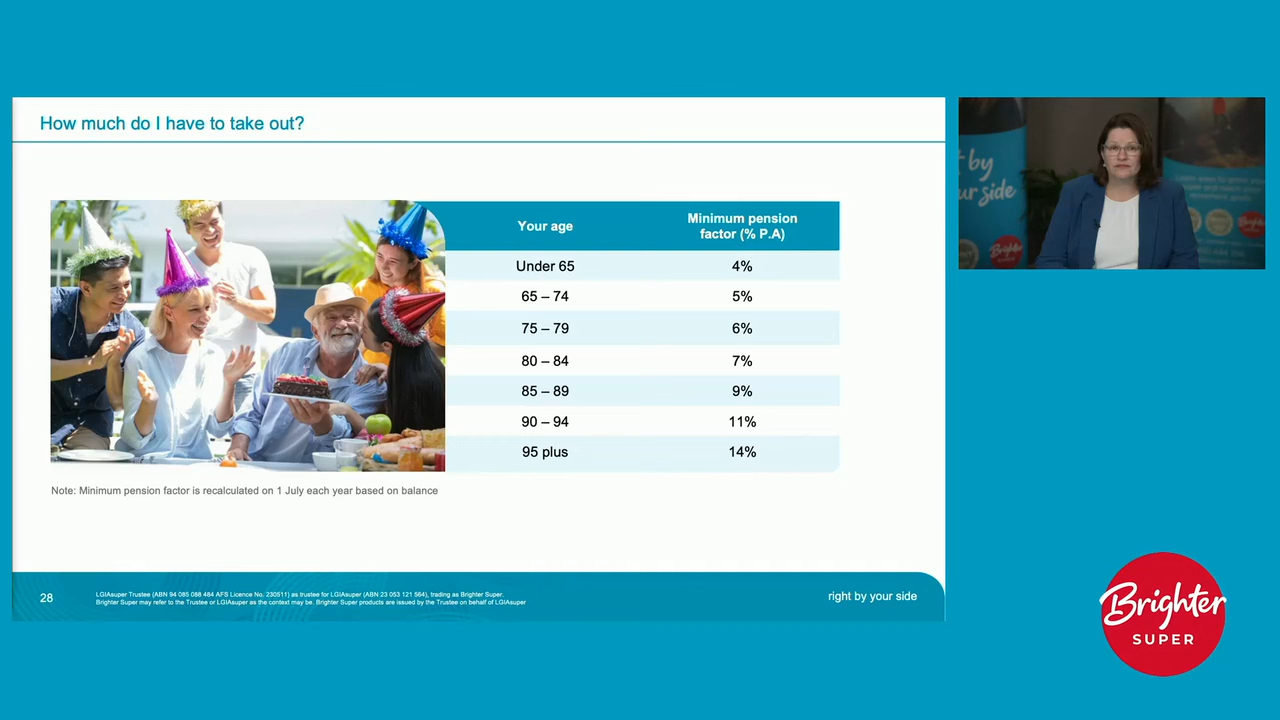 How much do I have to take out?
Your age
Minimum pension
factor (% P.A)
Under 65 4%
65 – 74 5%
75 – 79 6%
80 – 84 7%
85 – 89 9%
90 – 94 11%
95 plus 14%
Note: Minimum pension factor is recalculated on 1 July each year based on balance
28
LGIAsuper Trustee (ABN 94 085 088 484 AFS Licence No. 230511) as trustee for LGIAsuper (ABN 23 053 121 564), trading as Brighter Super.
Brighter Super may refer to the Trustee or LGIAsuper as the context may be. Brighter Super products are issued by the Trustee on behalf of LGIAsuper
right by your side
t by
ur side
Brighter
Brighter
SUPER